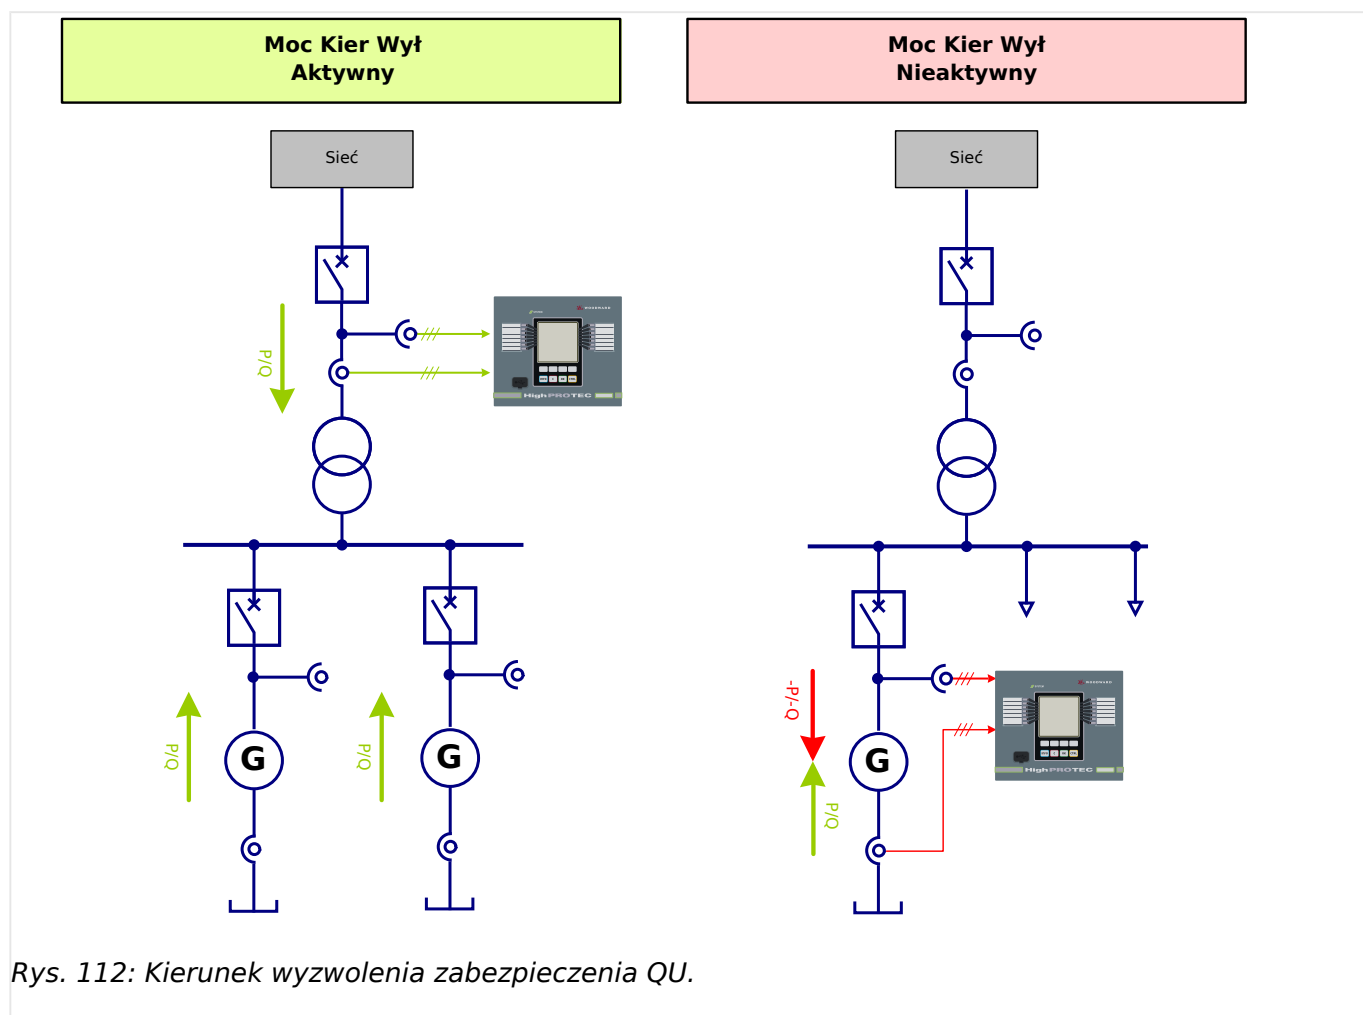 Moc Kier Wył
Aktywny
Moc Kier Wył
Nieaktywny
Sieć
Sieć
P/Q
HighPROTEC
P/Q
G
P/Q
G
-P/-Q
P/Q
G
HighPROTEC
Rys. 112: Kierunek wyzwolenia zabezpieczenia QU.